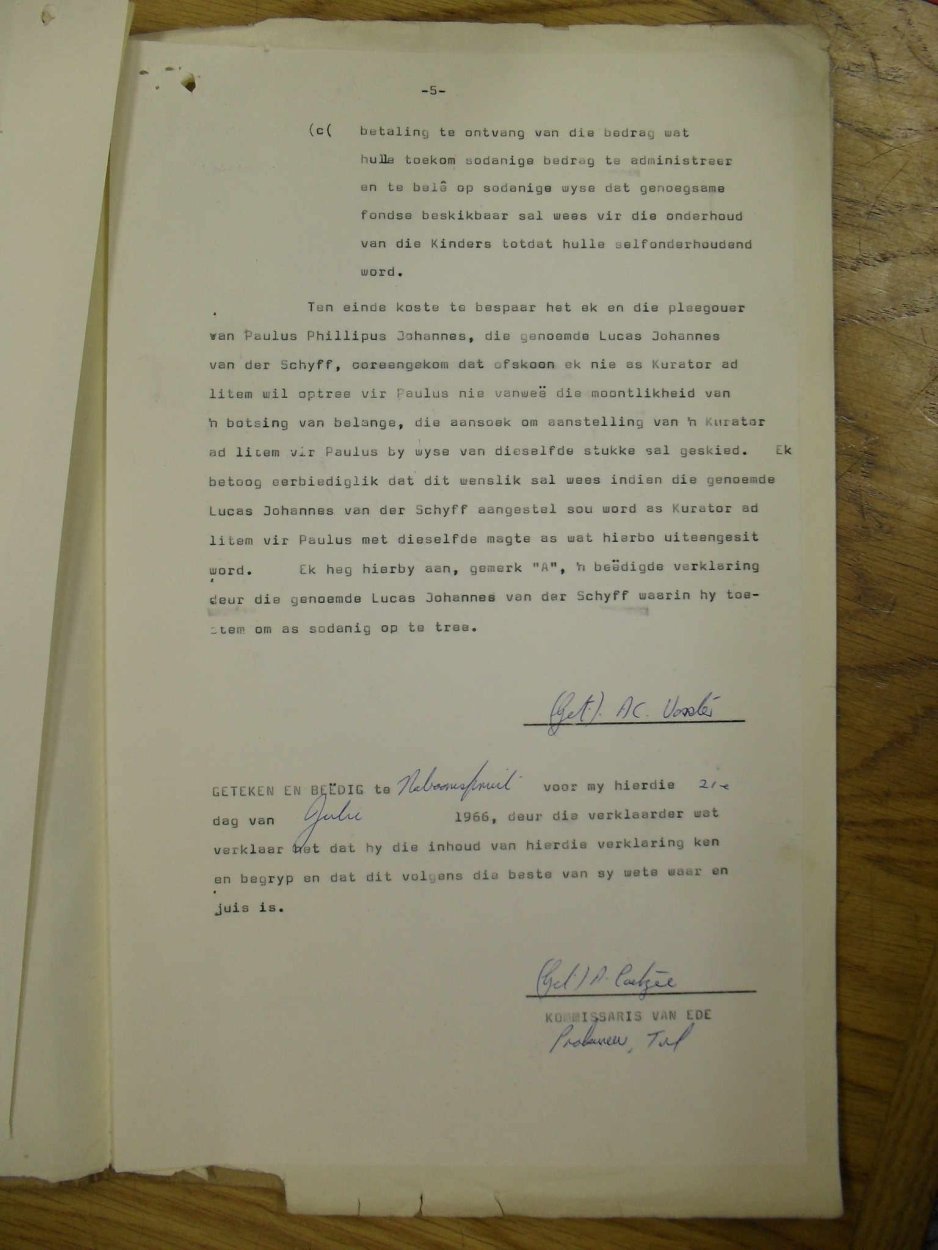 -5-
(c( betaling te ontvang van die bedrag wat
hulle toekom sodanige bedrag te administreer
en te belê op sodanige wyse dat genoegsame
fondse beskikbaar sal wees vir die onderhoud
van die Kinders totdat hulle selfonderhoudend
word.
Ten einde koste te bespaar het ek en die pleegouer
van Paulus Phillipus Johannes, die genoemde Lucas Johannes
van der Schyff, ooreengekom dat ofskoon ek nie as Kurator ad
litem wil optree vir Paulus nie vanweë die moontlikheid van
'n botsing van belange, die aansoek om aanstelling van 'n Kurator
ad litem vir Paulus by wyse van dieselfde stukke sal geskied. Ek
betoog eerbiediglik dat dit wenslik sal wees indien die genoemde
Lucas Johannes van der Schyff aangestel sou word as Kurator ad
litem vir Paulus met dieselfde magte as wat hierbo uiteengesit
word. Ek heg hierby aan, gemerk "A", 'n beëdigde verklaring
deur die genoemde Lucas Johannes van der Schyff waarin hy toe-
stem om as sodanig op te tree.
(Get.). AC. Vorster
GETEKEN EN BEËDIG te Naboomspruit voor my hierdie 21e
dag van Julie 1966, deur die verklaarder wat
verklaar het dat hy die inhoud van hierdie verklaring ken
en begryp en dat dit volgens die beste van sy wete waar en
juis is.
(Get.) A. Coetzee
KOMMISSARIS VAN EDE
Tvl